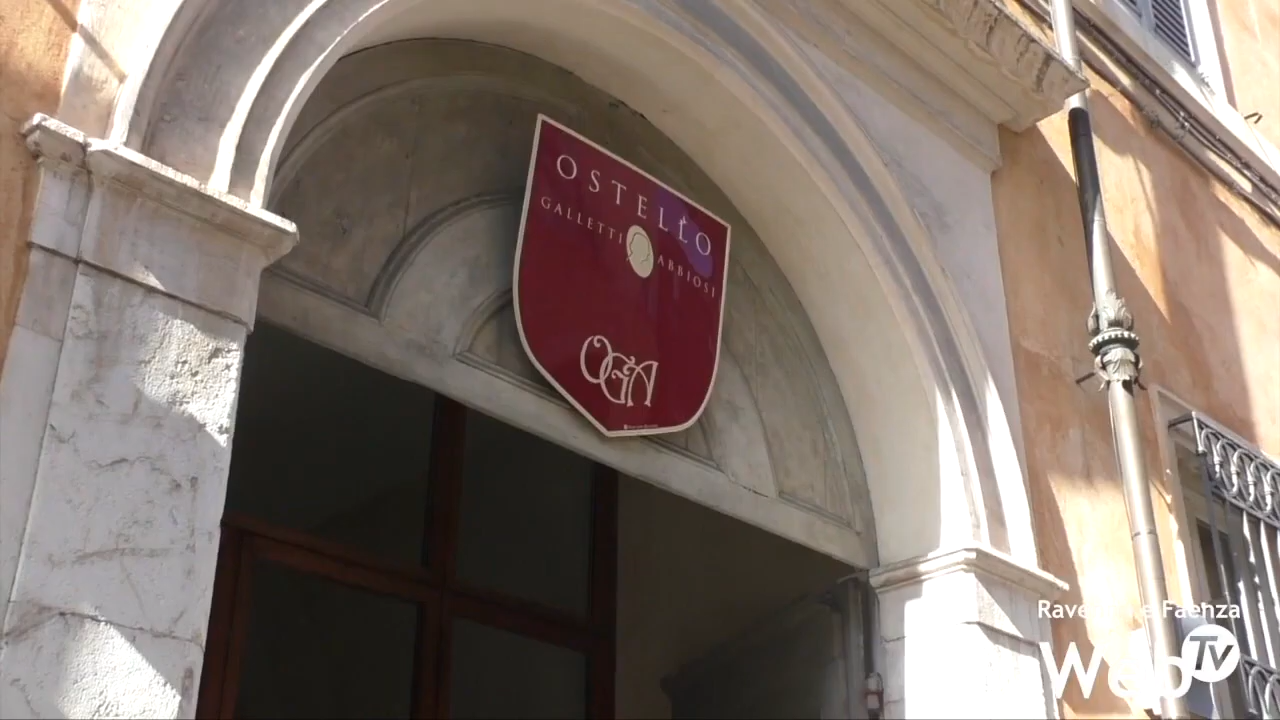 OSTELLO
GALLETTI ABBIOSI
OGA
Ravenna e Faenza
WebTv